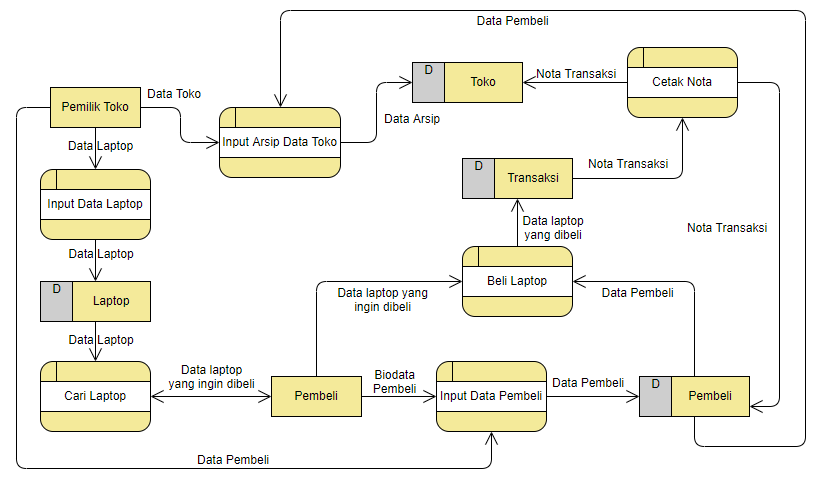 Data Pembeli
D
Toko
Nota Transaksi
Cetak Nota
Pemilik Toko
Data Toko
Input Arsip Data Toko
Data Arsip
Data Laptop
D
Transaksi
Nota Transaksi
Input Data Laptop
Data laptop
yang dibeli
Nota Transaksi
Data Laptop
Beli Laptop
D
Laptop
Data laptop yang
ingin dibeli
Data Pembeli
Data Laptop
Data laptop
yang ingin dibeli
Biodata
Pembeli
Data Pembeli
D
Cari Laptop
Pembeli
Input Data Pembeli
Pembeli
Data Pembeli